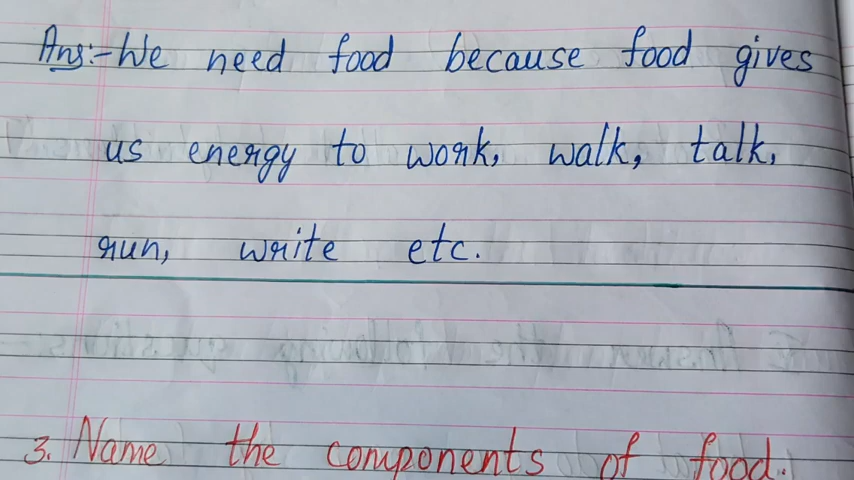 Ans:- We need food because food gives
us energy to work, walk, talk,
run, write etc.
3. Name the components of food.